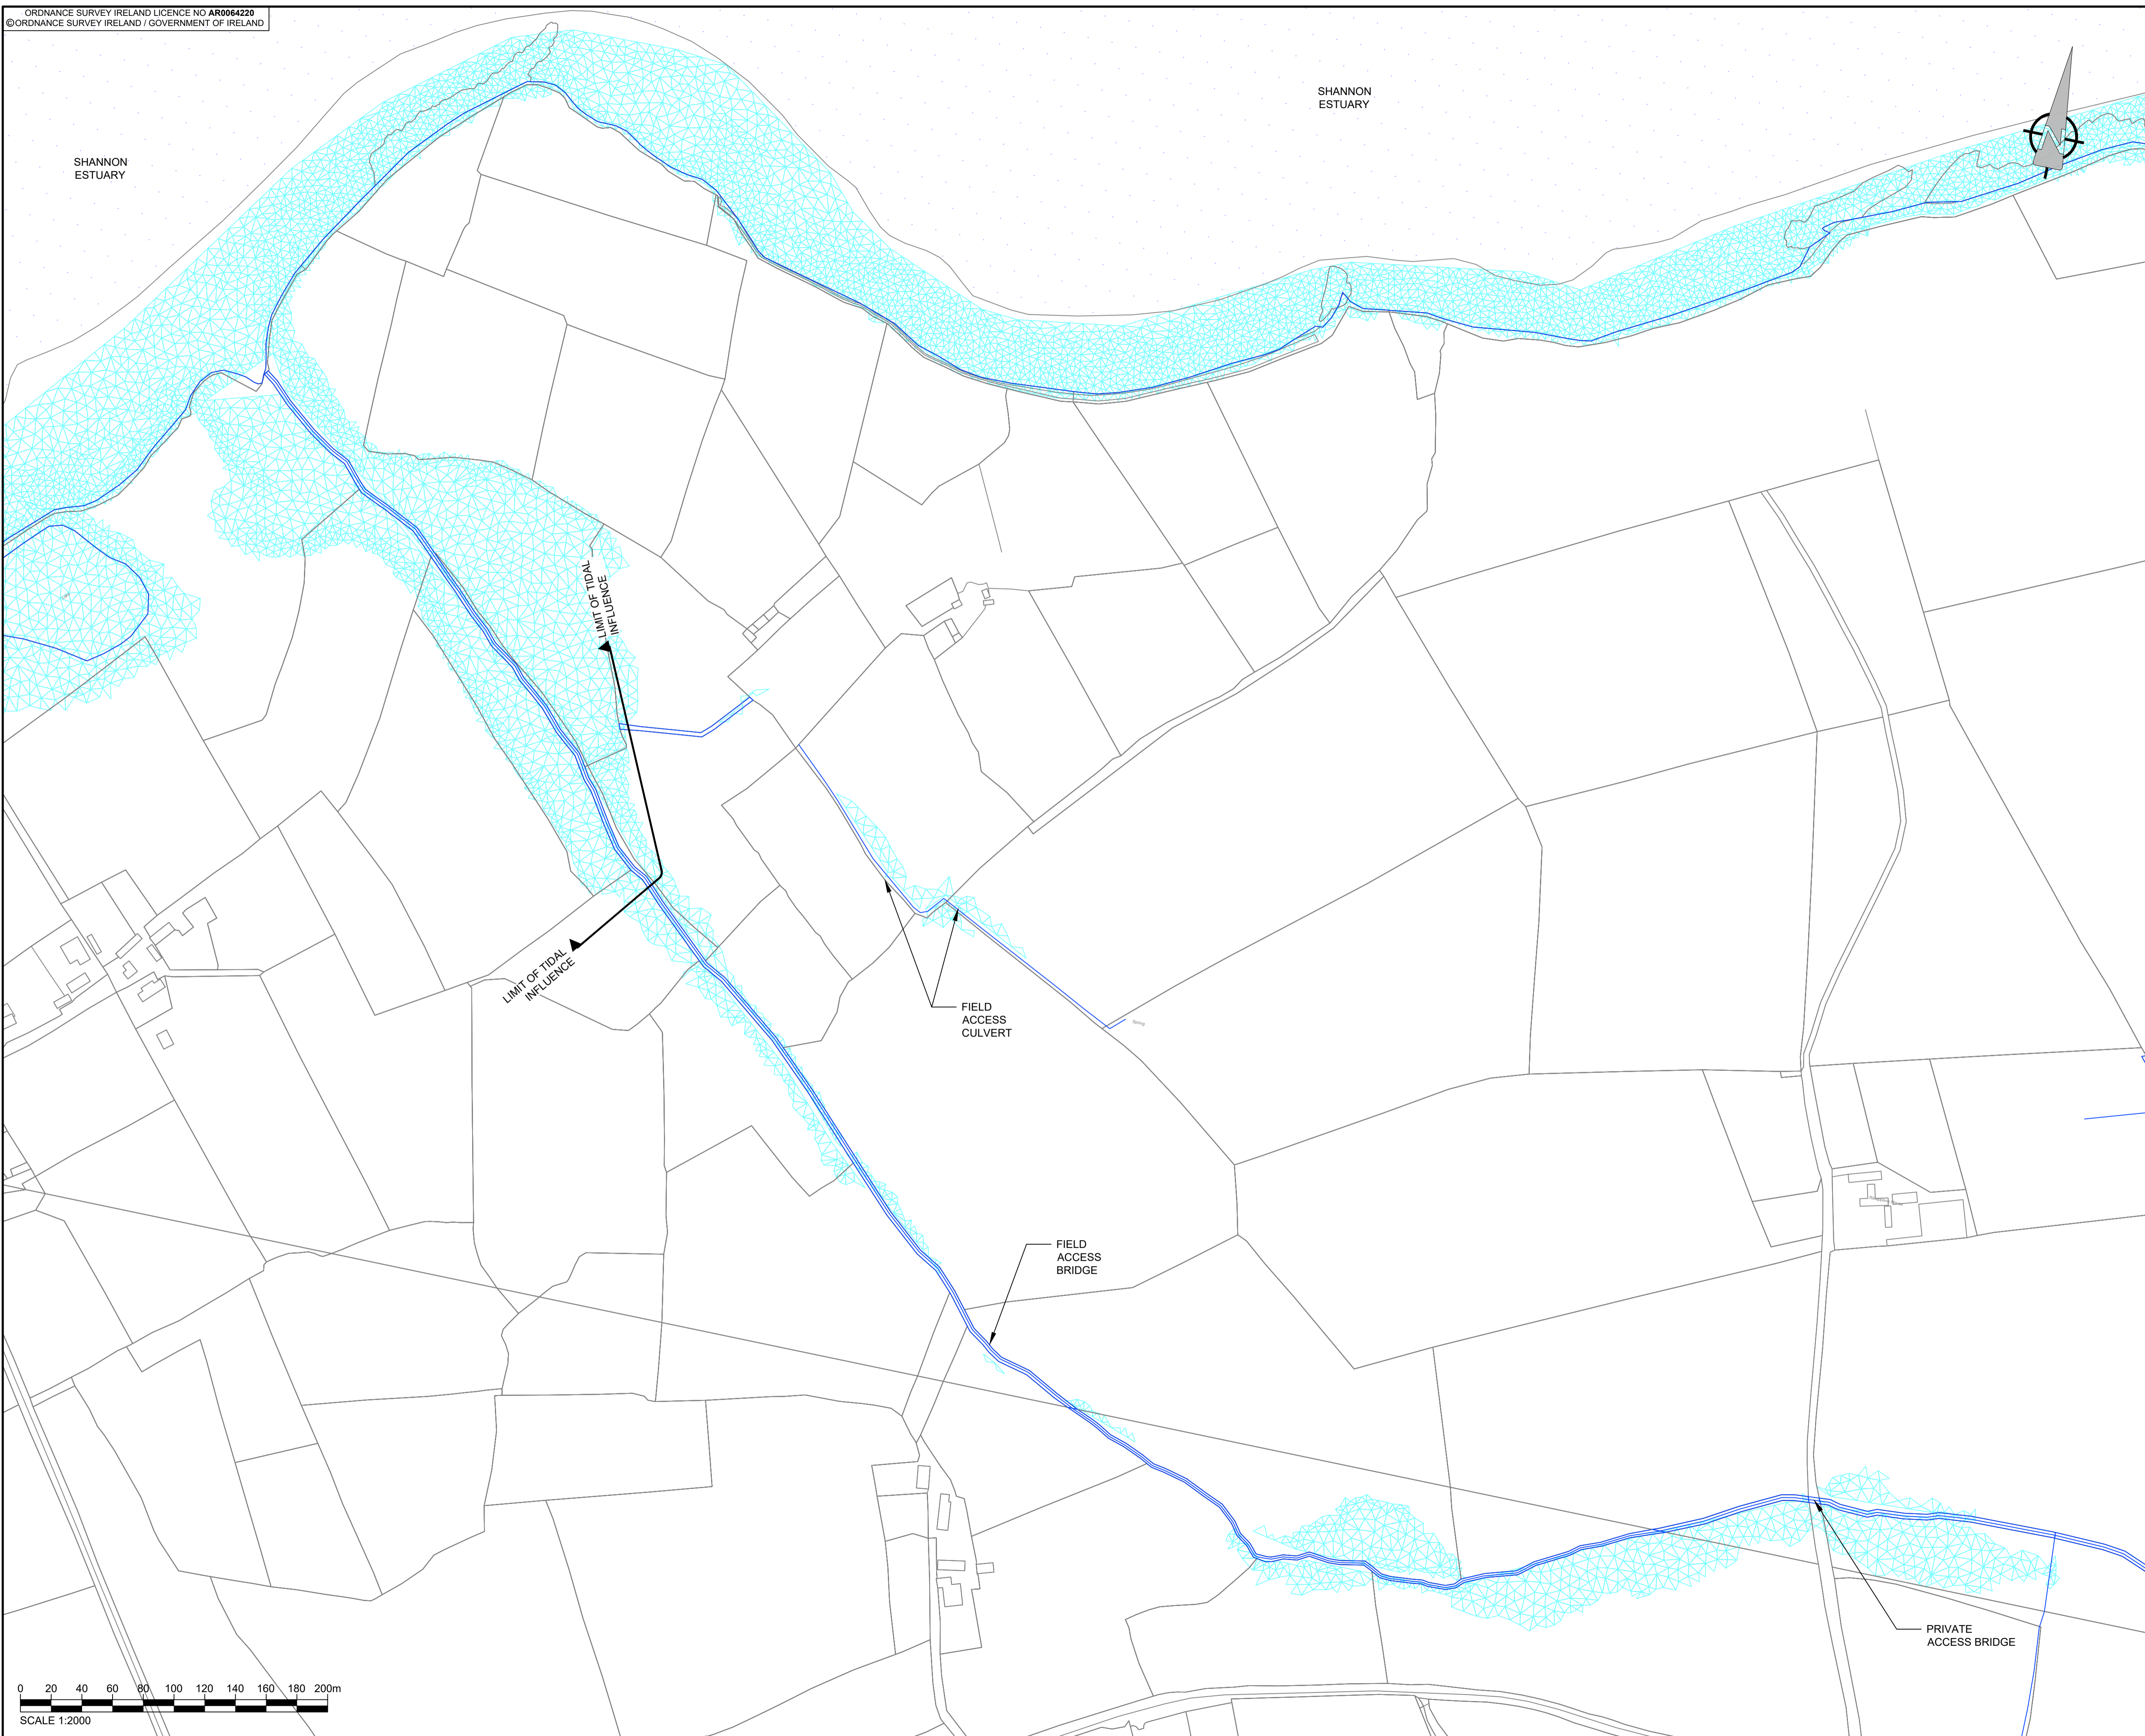 ORDNANCE SURVEY IRELAND LICENCE NO AR0064220
©ORDNANCE SURVEY IRELAND / GOVERNMENT OF IRELAND
SHANNON
ESTUARY
SHANNON
ESTUARY
LIMIT OF TIDAL
INFLUENCE
LIMIT OF TIDAL
INFLUENCE
FIELD
ACCESS
CULVERT
Spring
FIELD
ACCESS
BRIDGE
PRIVATE
ACCESS BRIDGE
0 20 40 60 80 100 120 140 160 180 200m
SCALE 1:2000